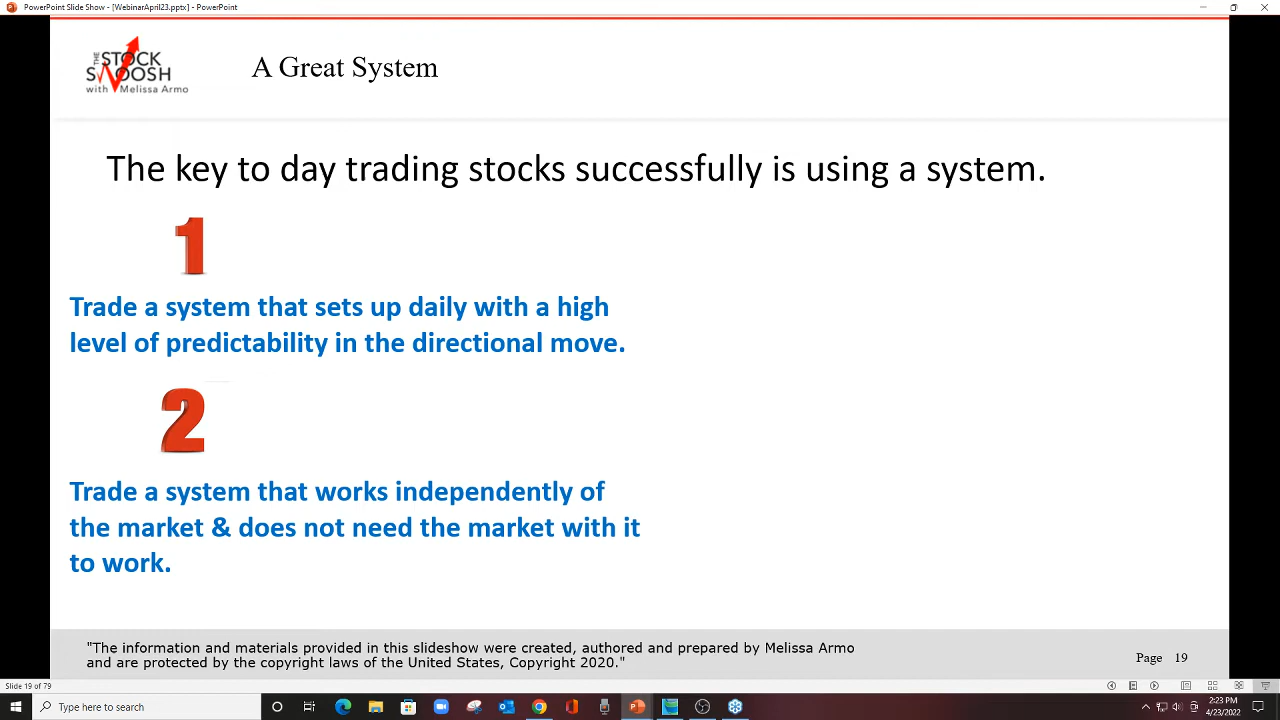 PowerPoint Slide Show - [WebinarApril23.pptx] - PowerPoint
THE STOCK
SWOOSH
with Melissa Armo
A Great System
The key to day trading stocks successfully is using a system.
1
Trade a system that sets up daily with a high
level of predictability in the directional move.
2
Trade a system that works independently of
the market & does not need the market with it
to work.
"The information and materials provided in this slideshow were created, authored and prepared by Melissa Armo
and are protected by the copyright laws of the United States, Copyright 2020."
Page 19
Slide 19 of 79
Type here to search
2:23 PM
4/23/2022